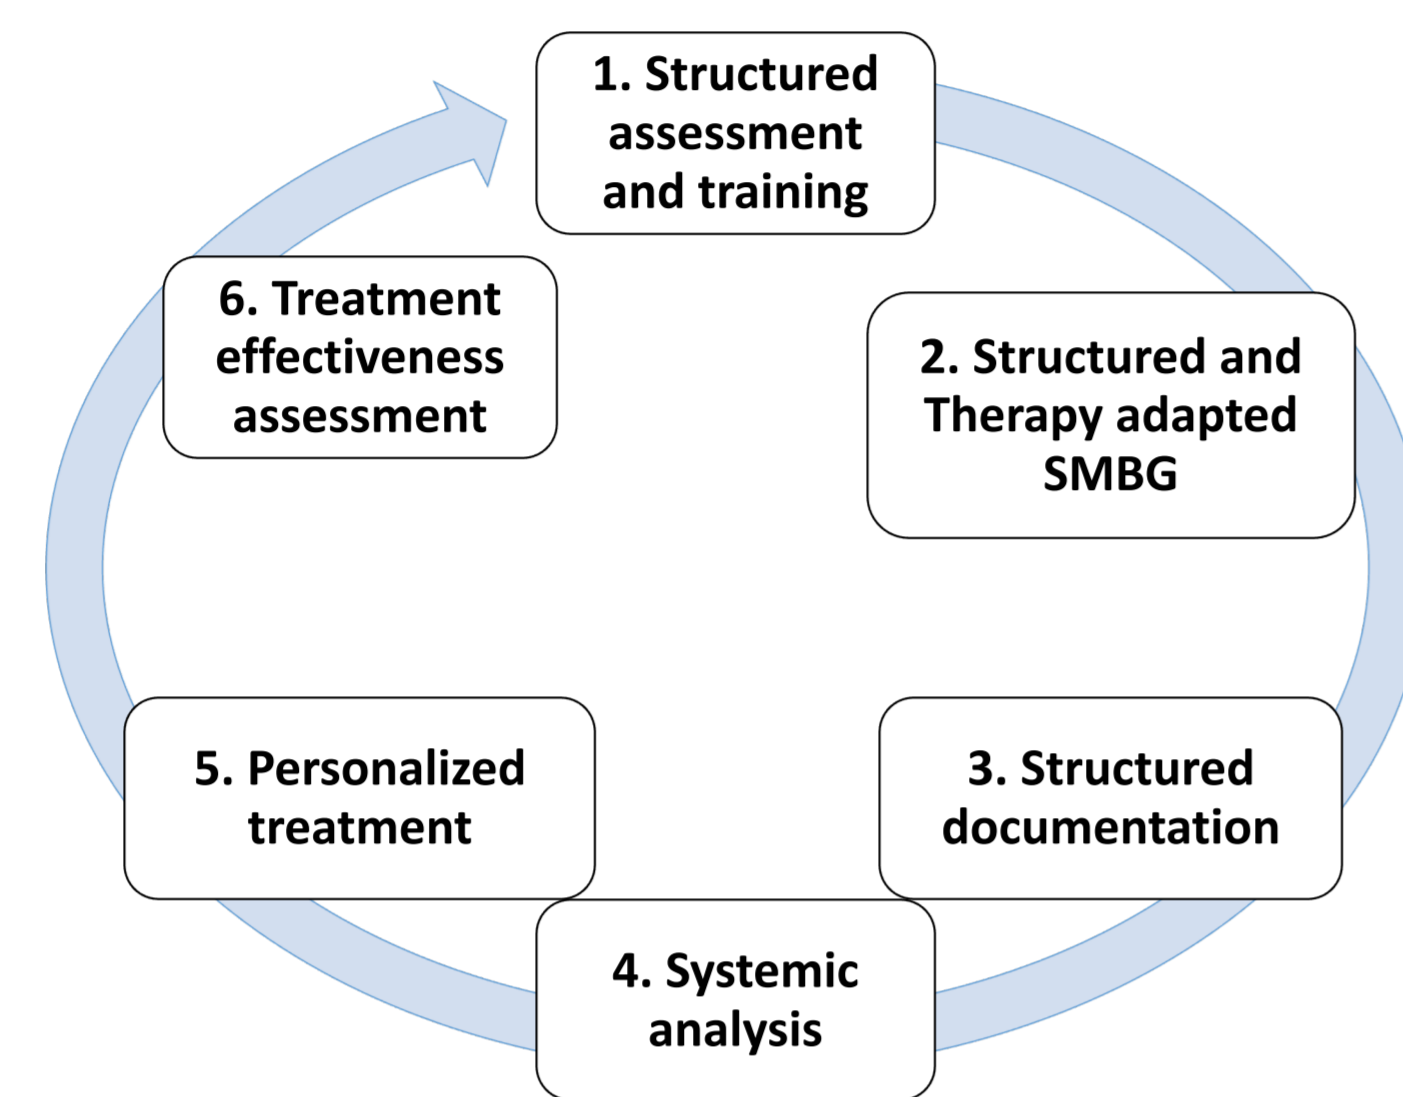 1. Structured
assessment
and training
2. Structured and
Therapy adapted
SMBG
3. Structured
documentation
4. Systemic
analysis
5. Personalized
treatment
6. Treatment
effectiveness
assessment